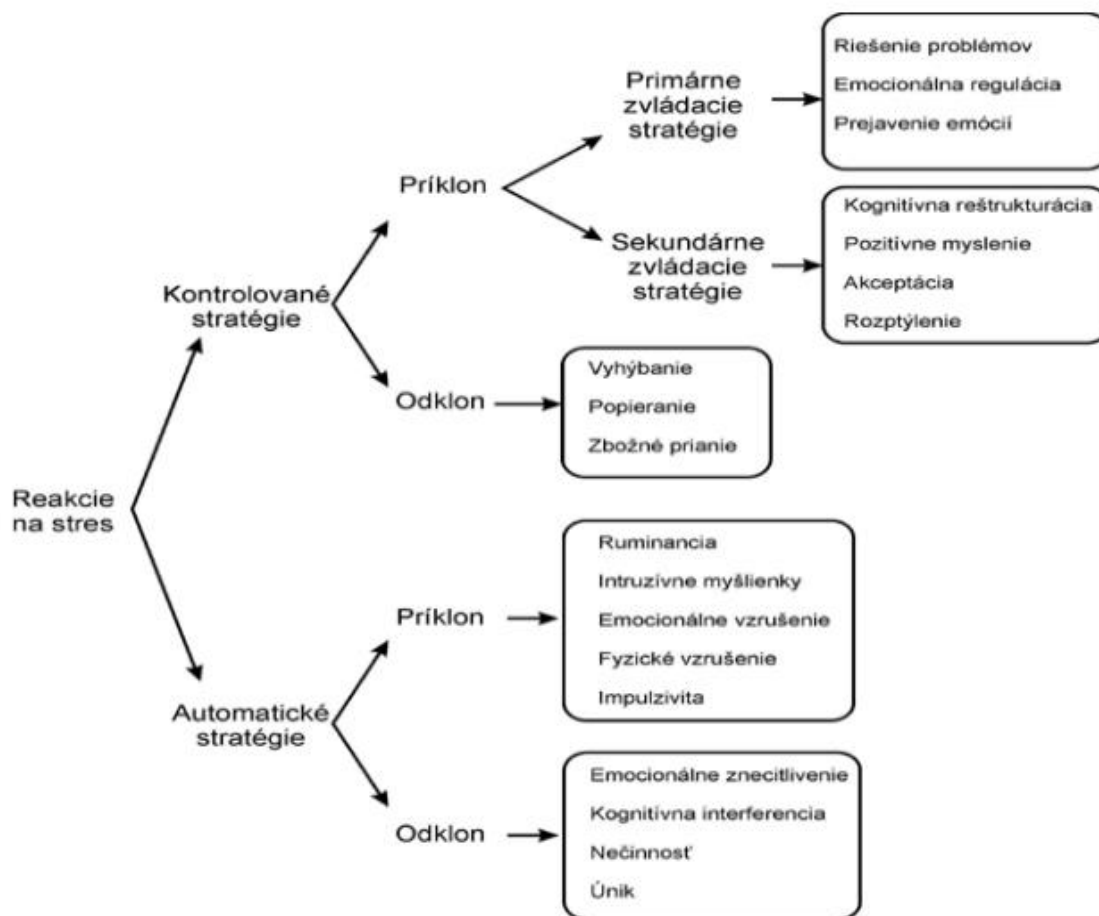 Reakcie
na stres
Kontrolované
stratégie
Príklon
Primárne
zvládacie
stratégie
Riešenie problémov
Emocionálna regulácia
Prejavenie emócií
Sekundárne
zvládacie
stratégie
Kognitívna reštrukturácia
Pozitívne myslenie
Akceptácia
Rozptýlenie
Odklon
Vyhýbanie
Popieranie
Zbožné prianie
Automatické
stratégie
Príklon
Ruminancia
Intruzívne myšlienky
Emocionálne vzrušenie
Fyzické vzrušenie
Impulzivita
Odklon
Emocionálne znecitlivenie
Kognitívna interferencia
Nečinnosť
Únik